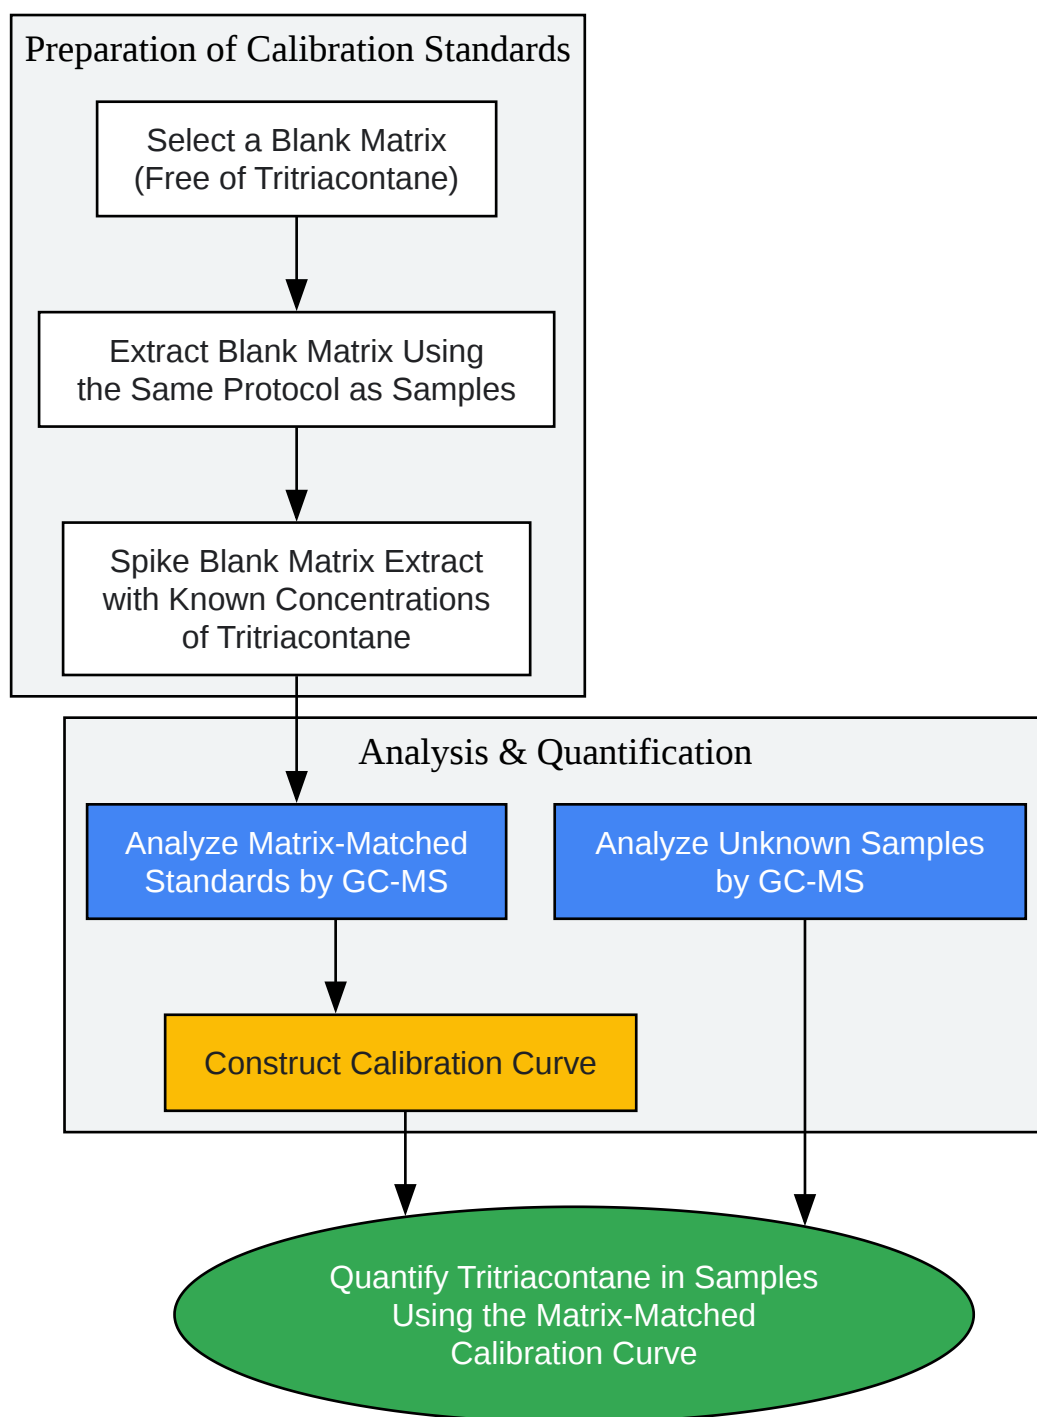 Preparation of Calibration Standards
Select a Blank Matrix
(Free of Tritriacontane)
Extract Blank Matrix Using
the Same Protocol as Samples
Spike Blank Matrix Extract
with Known Concentrations
of Tritriacontane
Analysis & Quantification
Analyze Matrix-Matched
Standards by GC-MS
Analyze Unknown Samples
by GC-MS
Construct Calibration Curve
Quantify Tritriacontane in Samples
Using the Matrix-Matched
Calibration Curve